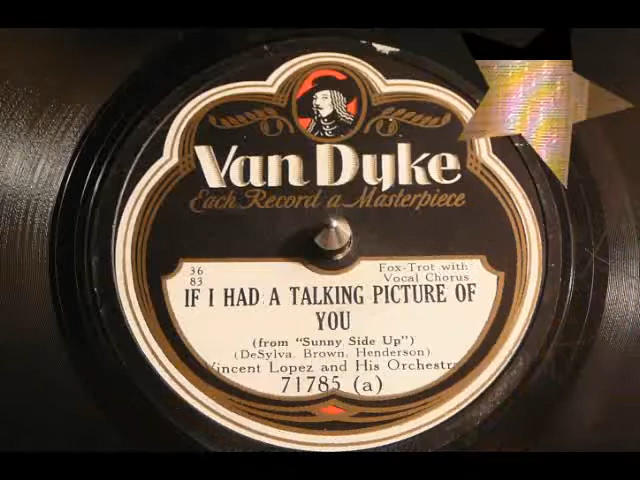 Van Dyke
Each Record a Masterpiece
36
83
Fox-Trot with
Vocal Chorus
IF I HAD A TALKING PICTURE OF
YOU
(from "Sunny Side Up")
(DeSylva, Brown, Henderson)
Vincent Lopez and His Orchestra
71785 (a)